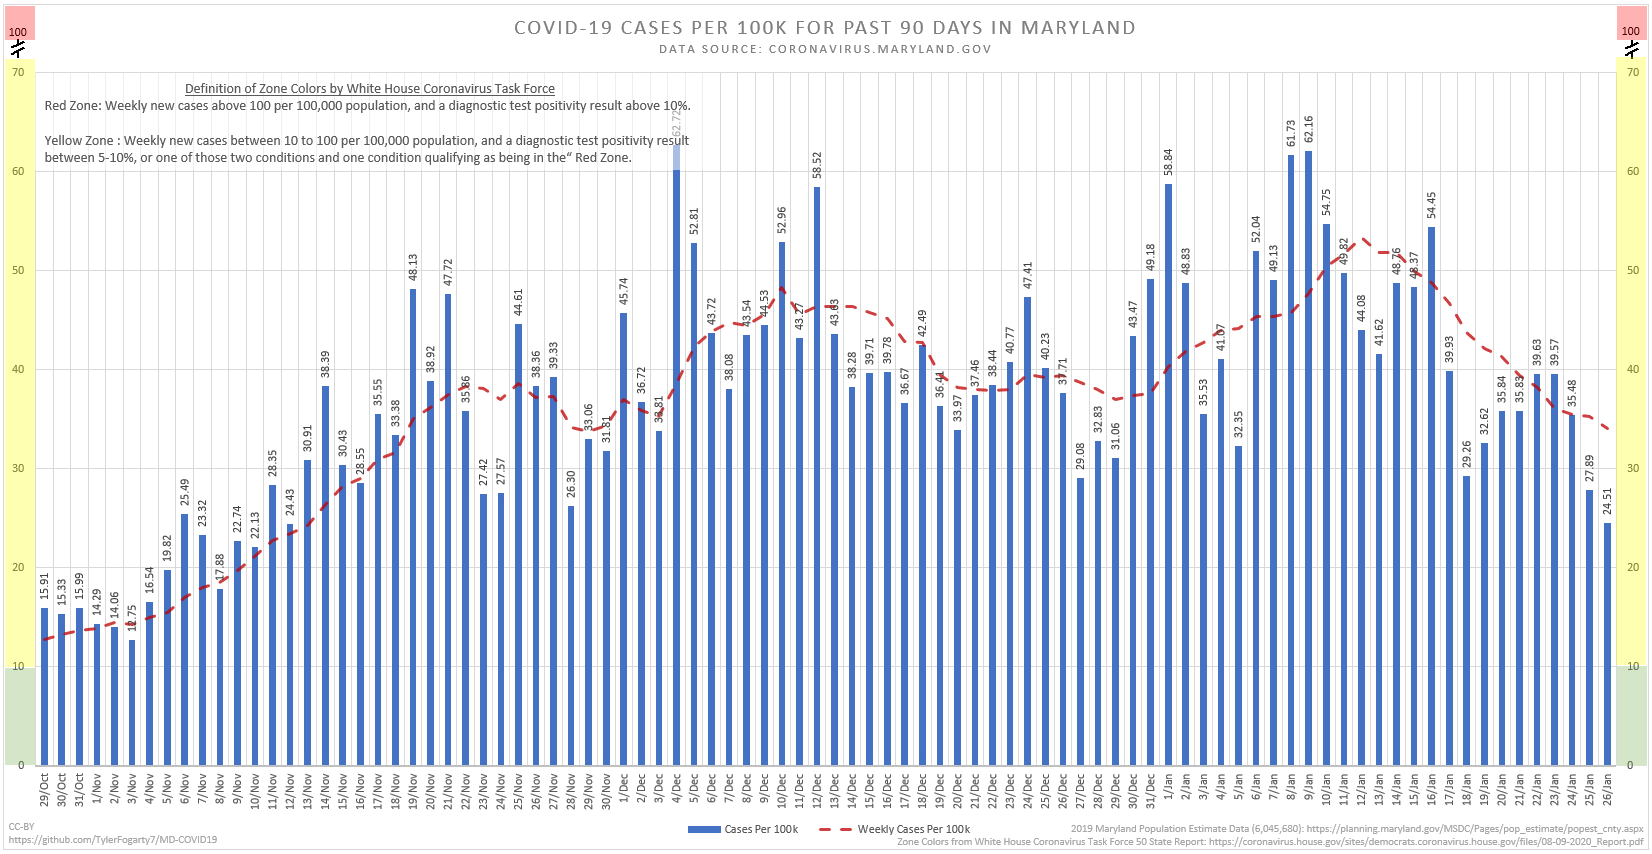 COVID-19 CASES PER 100K FOR PAST 90 DAYS IN MARYLAND
DATA SOURCE: CORONAVIRUS.MARYLAND.GOV
100
100
70
60
50
40
30
20
10
0
70
60
50
40
30
20
10
0
Definition of Zone Colors by White House Coronavirus Task Force
Red Zone: Weekly new cases above 100 per 100,000 population, and a diagnostic test positivity result above 10%.
Yellow Zone : Weekly new cases between 10 to 100 per 100,000 population, and a diagnostic test positivity result
between 5-10%, or one of those two conditions and one condition qualifying as being in the“ Red Zone.
15.91
15.33
15.99
14.29
14.06
12.75
16.54
19.82
25.49
23.32
17.88
22.74
22.13
28.35
24.43
30.91
38.39
30.43
28.55
35.55
33.38
48.13
38.92
47.72
35.86
27.42
27.57
44.61
38.36
39.33
26.30
33.06
31.81
45.74
36.72
33.81
62.72
52.81
43.72
38.08
43.54
44.53
52.96
43.27
58.52
43.63
38.28
39.71
39.78
36.67
42.49
36.41
33.97
37.46
38.44
40.77
47.41
40.23
37.71
29.08
32.83
31.06
43.47
49.18
58.84
48.83
35.53
41.07
32.35
52.04
49.13
61.73
62.16
54.75
49.82
44.08
41.62
48.76
48.37
54.45
39.93
29.26
32.62
35.84
35.83
39.63
39.57
35.48
27.89
24.51
29/Oct
30/Oct
31/Oct
1/Nov
2/Nov
3/Nov
4/Nov
5/Nov
6/Nov
7/Nov
8/Nov
9/Nov
10/Nov
11/Nov
12/Nov
13/Nov
14/Nov
15/Nov
16/Nov
17/Nov
18/Nov
19/Nov
20/Nov
21/Nov
22/Nov
23/Nov
24/Nov
25/Nov
26/Nov
27/Nov
28/Nov
29/Nov
30/Nov
1/Dec
2/Dec
3/Dec
4/Dec
5/Dec
6/Dec
7/Dec
8/Dec
9/Dec
10/Dec
11/Dec
12/Dec
13/Dec
14/Dec
15/Dec
16/Dec
17/Dec
18/Dec
19/Dec
20/Dec
21/Dec
22/Dec
23/Dec
24/Dec
25/Dec
26/Dec
27/Dec
28/Dec
29/Dec
30/Dec
31/Dec
1/Jan
2/Jan
3/Jan
4/Jan
5/Jan
6/Jan
7/Jan
8/Jan
9/Jan
10/Jan
11/Jan
12/Jan
13/Jan
14/Jan
15/Jan
16/Jan
17/Jan
18/Jan
19/Jan
20/Jan
21/Jan
22/Jan
23/Jan
24/Jan
25/Jan
26/Jan
Cases Per 100k
Weekly Cases Per 100k
CC-BY
https://github.com/TylerFogarty7/MD-COVID19
2019 Maryland Population Estimate Data (6,045,680): https://planning.maryland.gov/MSDC/Pages/pop_estimate/popest_cnty.aspx
Zone Colors from White House Coronavirus Task Force 50 State Report: https://coronavirus.house.gov/sites/democrats.coronavirus.house.gov/files/08-09-2020_Report.pdf